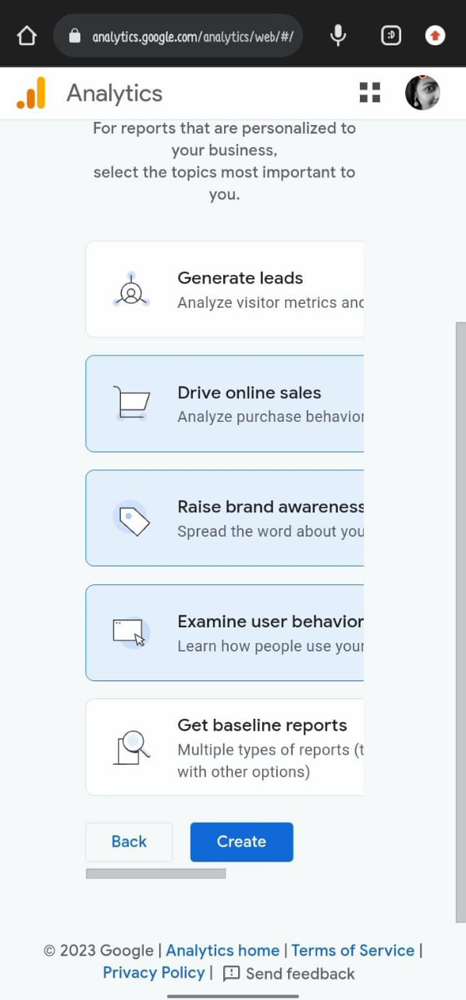 analytics.google.com/analytics/web/#/
:D
Analytics
For reports that are personalized to
your business,
select the topics most important to
you.
Generate leads
Analyze visitor metrics and
Drive online sales
Analyze purchase behavior
Raise brand awareness
Spread the word about you
Examine user behavior
Learn how people use your
Get baseline reports
Multiple types of reports (t
with other options)
Back
Create
© 2023 Google | Analytics home | Terms of Service |
Privacy Policy | Send feedback